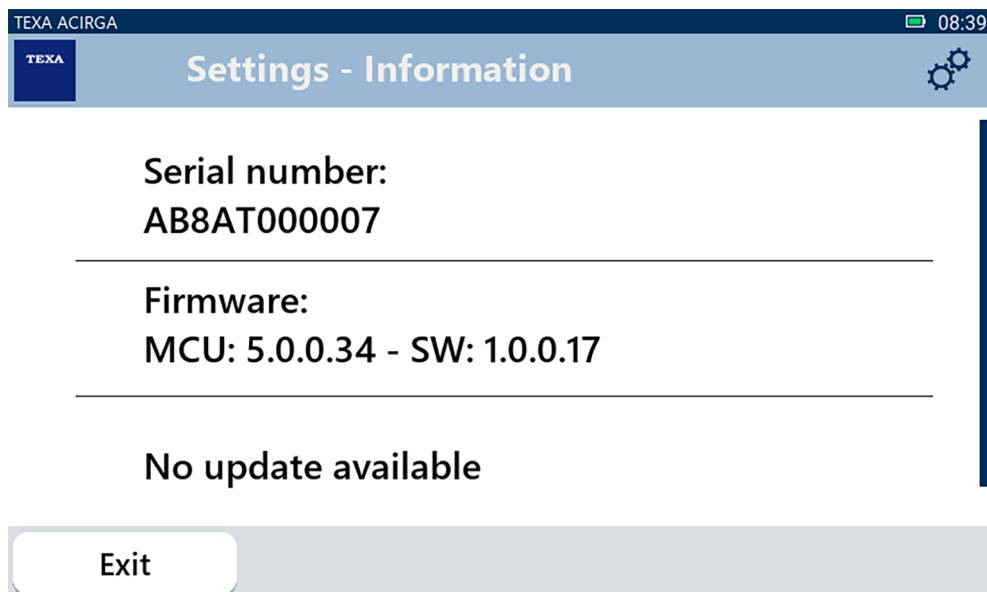 TEXA ACIRGA
08:39
TEXA
Settings - Information
Serial number:
AB8AT000007
Firmware:
MCU: 5.0.0.34 - SW: 1.0.0.17
No update available
Exit